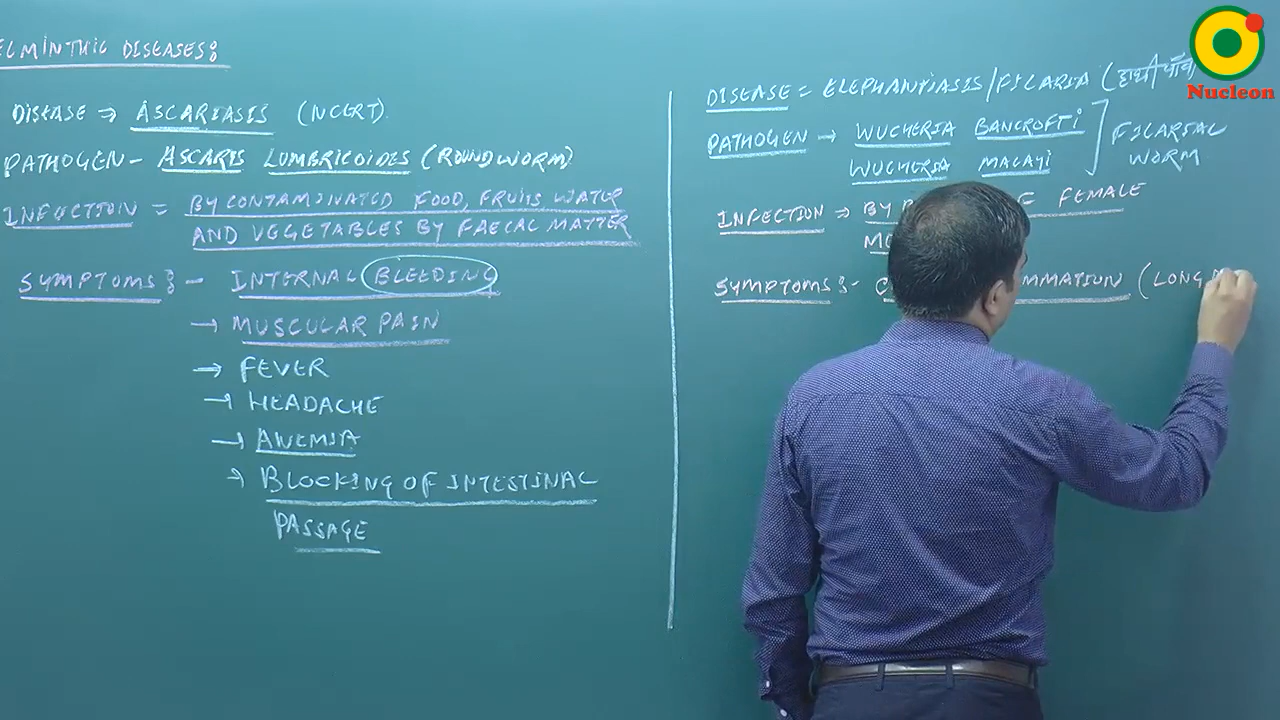 ELMINTHIC DISEASES:
DISEASE ⇒ ASCARIASIS (NCERT)
PATHOGEN - ASCARIS LUMBRICOIDES (ROUNDWORM)
INFECTION = BY CONTAMINATED FOOD, FRUITS, WATER
AND VEGETABLES BY FAECAL MATTER
SYMPTOMS :- INTERNAL BLEEDING
→ MUSCULAR PAIN
→ FEVER
→ HEADACHE
→ ANEMIA
→ BLOCKING OF INTESTINAL
PASSAGE
DISEASE = ELEPHANTIASIS/FILARIA (हाथी पाँव)
PATHOGEN → WUCHERIA BANCROFTI
WUCHERIA MALAYI
FILARIAL
WORM
INFECTION ⇒ BY FEMALE
SYMPTOMS :- MMATION (LONG
Nucleon